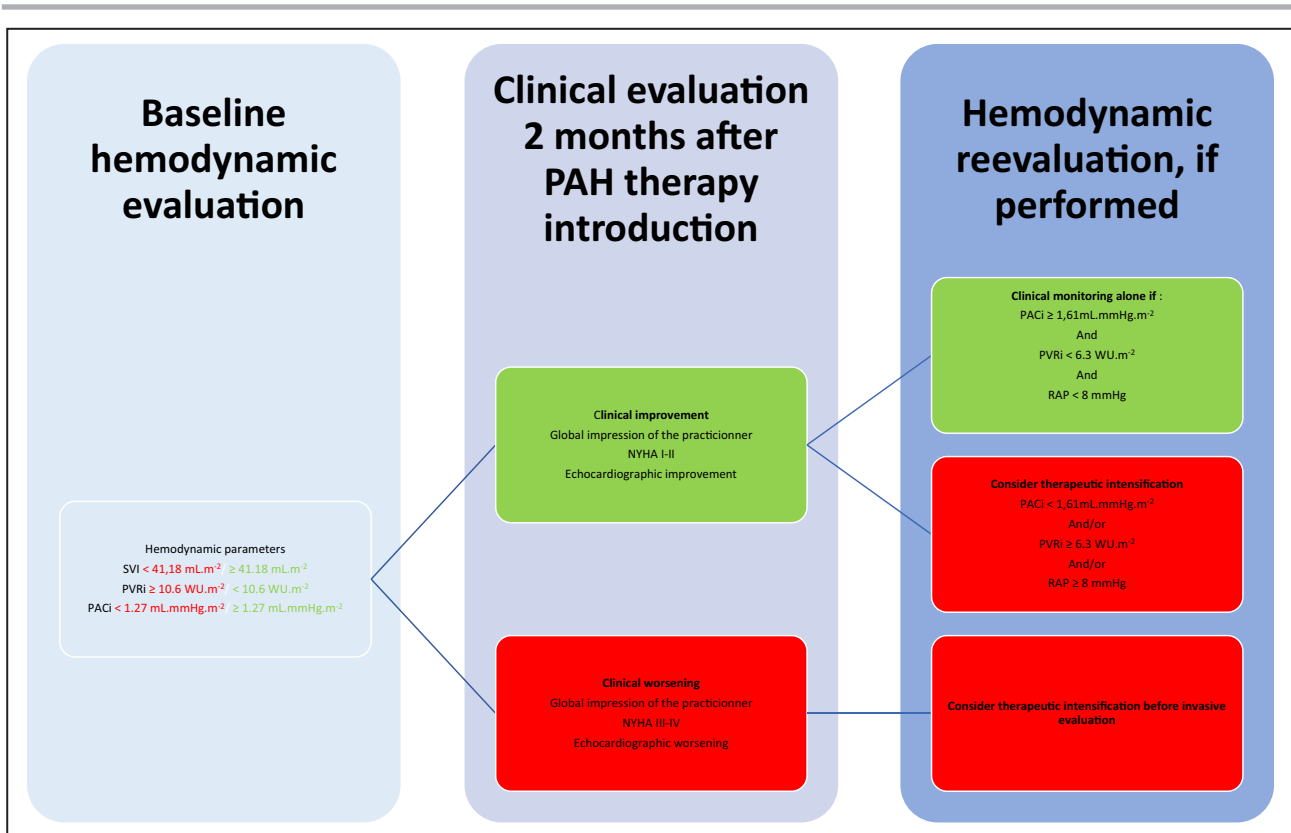 Baseline
hemodynamic
evaluation
Hemodynamic parameters
SVI < 41,18 mL.m-2/ ≥ 41.18 mL.m-2
PVRi ≥ 10.6 WU.m-2/ < 10.6 WU.m-2
PACi < 1.27 mL.mmHg.m-2/ ≥ 1.27 mL.mmHg.m-2
Clinical evaluation
2 months after
PAH therapy
introduction
Clinical improvement
Global impression of the practicionner
NYHA I-II
Echocardiographic improvement
Clinical worsening
Global impression of the practicionner
NYHA III-IV
Echocardiographic worsening
Hemodynamic
reevaluation, if
performed
Clinical monitoring alone if :
PACi ≥ 1,61mL.mmHg.m-2
And
PVRi < 6.3 WU.m-2
And
RAP < 8 mmHg
Consider therapeutic intensification
PACi < 1,61mL.mmHg.m-2
And/or
PVRi ≥ 6.3 WU.m-2
And/or
RAP ≥ 8 mmHg
Consider therapeutic intensification before invasive
evaluation